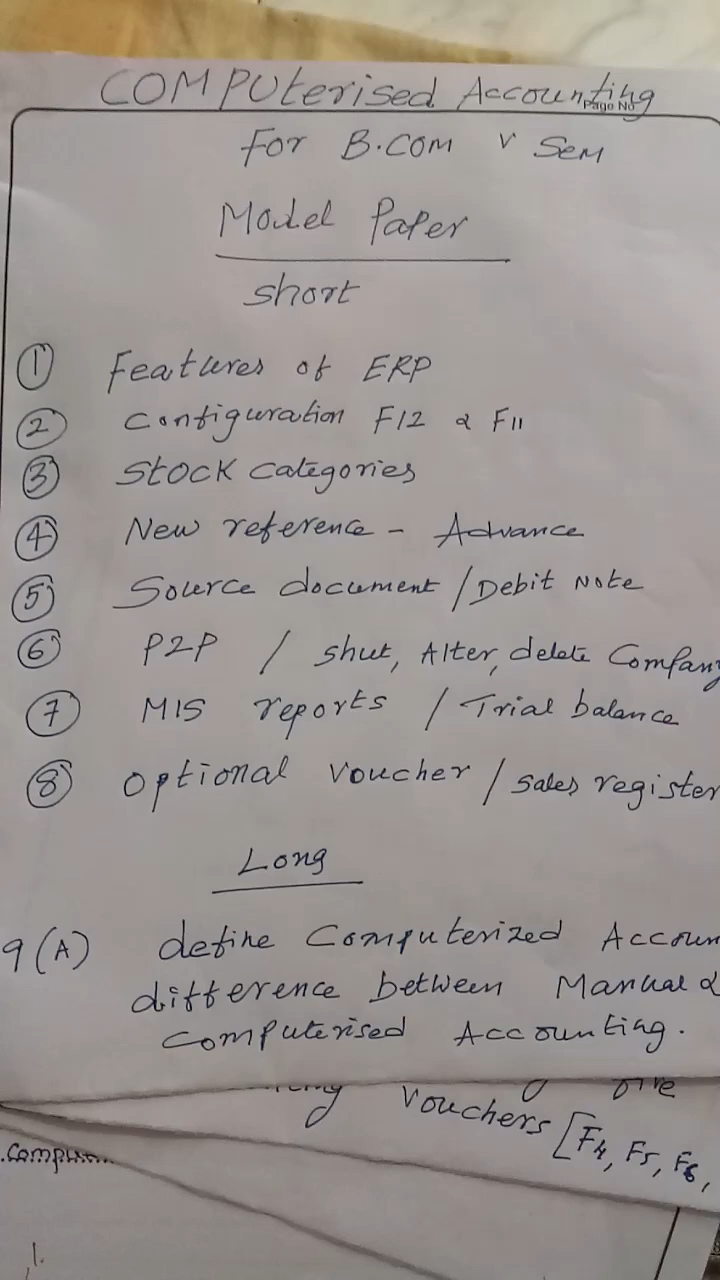 COMPUterised Accounting
Page No
For B.COM V Sem
Model Paper
short
1 Features of ERP
2 Configuration F12 & F11
3 Stock categories
4 New reference - Advance
5 Source document / Debit Note
6 P2P / shut, Alter, delete Company
7 MIS reports / Trial balance
8 optional voucher / sales register
Long
9 (A) define Computerized Accoun
difference between Manual &
computerised Accounting.
vouchers [F4, F5, F6,